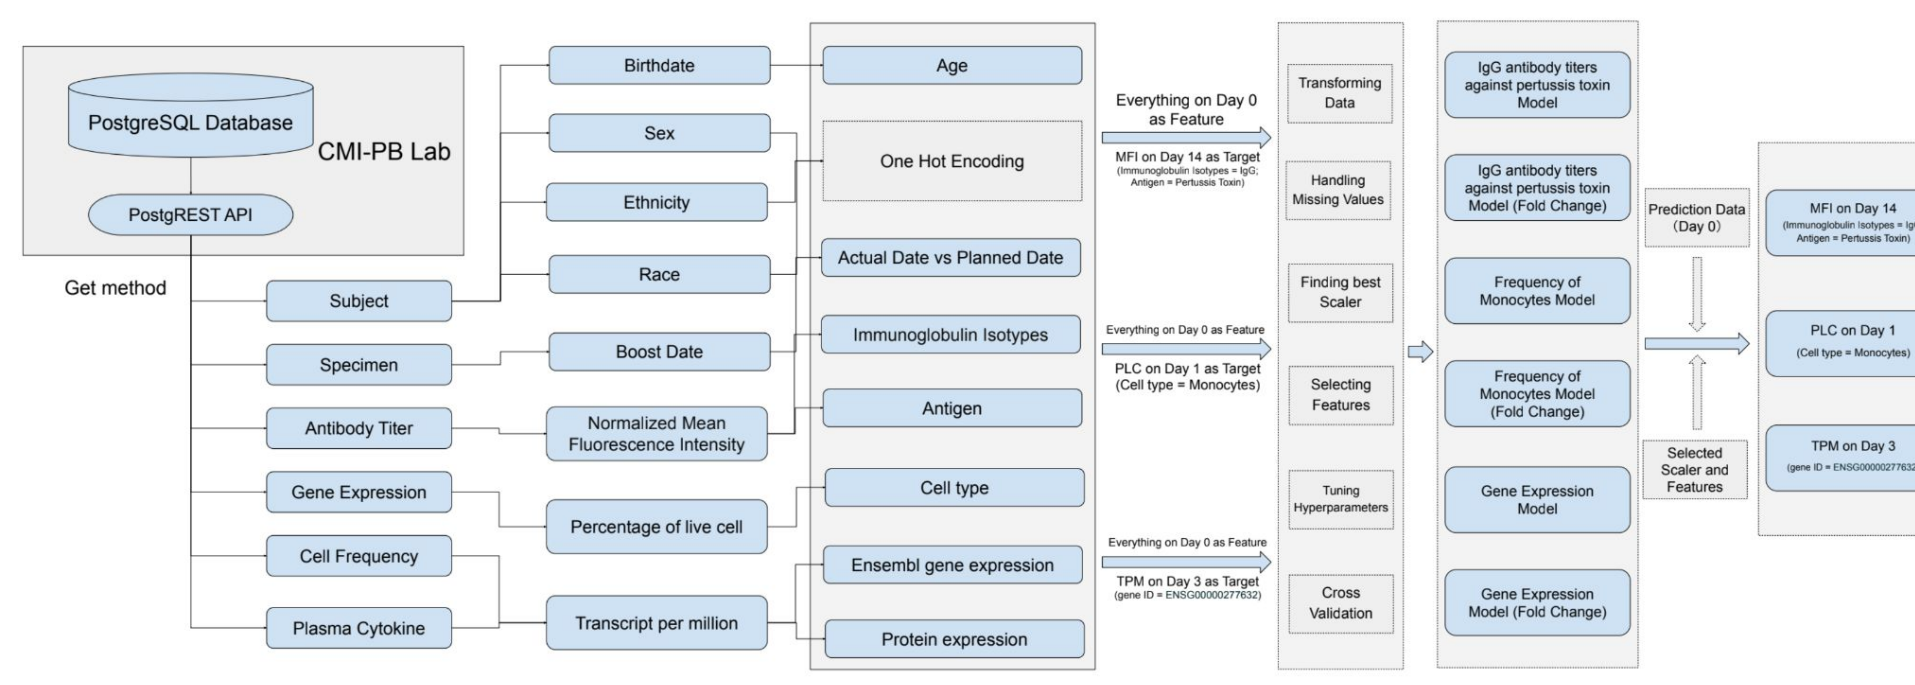 PostgreSQL Database
CMI-PB Lab
PostgREST API
Get method
Subject
Specimen
Antibody Titer
Gene Expression
Cell Frequency
Plasma Cytokine
Birthdate
Sex
Ethnicity
Race
Boost Date
Normalized Mean
Fluorescence Intensity
Percentage of live cell
Transcript per million
Age
One Hot Encoding
Actual Date vs Planned Date
Immunoglobulin Isotypes
Antigen
Cell type
Ensembl gene expression
Protein expression
Everything on Day 0
as Feature
MFI on Day 14 as Target
(Immunoglobulin Isotypes = IgG;
Antigen = Pertussis Toxin)
Everything on Day 0 as Feature
PLC on Day 1 as Target
(Cell type = Monocytes)
Everything on Day 0 as Feature
TPM on Day 3 as Target
(gene ID = ENSG00000277632)
Transforming
Data
Handling
Missing Values
Finding best
Scaler
Selecting
Features
Tuning
Hyperparameters
Cross
Validation
IgG antibody titers
against pertussis toxin
Model
IgG antibody titers
against pertussis toxin
Model (Fold Change)
Frequency of
Monocytes Model
Frequency of
Monocytes Model
(Fold Change)
Gene Expression
Model
Gene Expression
Model (Fold Change)
Prediction Data
(Day 0)
Selected
Scaler and
Features
MFI on Day 14
(Immunoglobulin Isotypes =
Antigen = Pertussis Toxin)
PLC on Day 1
(Cell type = Monocytes)
TPM on Day 3
(gene ID = ENSG00000277632